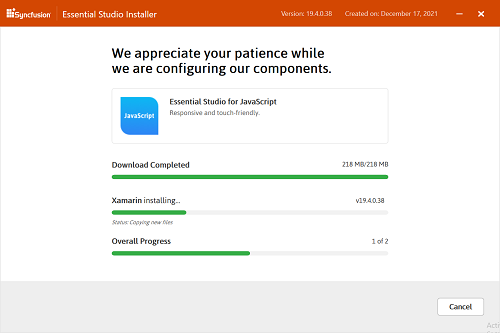 Syncfusion Essential Studio Installer Version: 19.4.0.38 Created on: December 17, 2021
We appreciate your patience while
we are configuring our components.
JavaScript
Essential Studio for JavaScript
Responsive and touch-friendly.
Download Completed 218 MB/218 MB
Xamarin installing... v19.4.0.38
Status: Copying new files
Overall Progress 1 of 2
Cancel
Acti